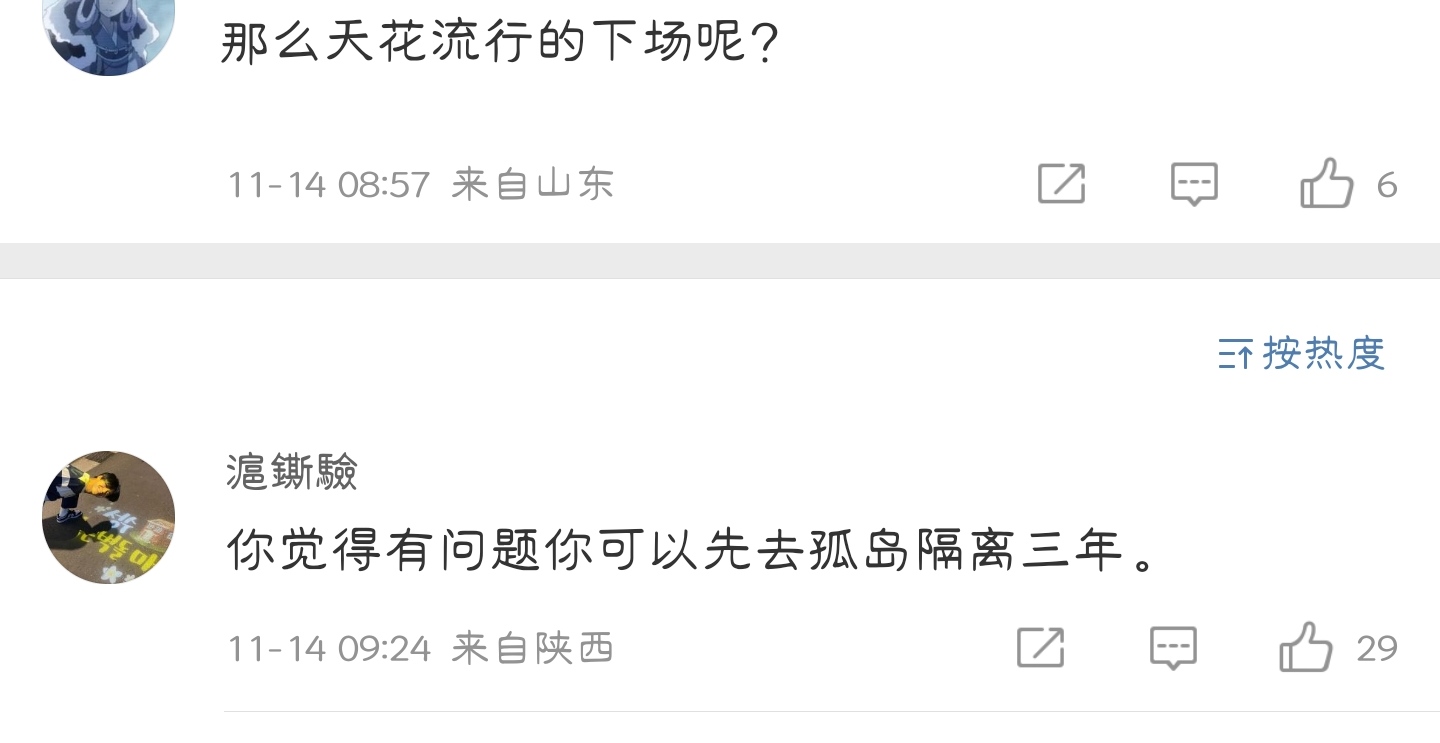 那么天花流行的下场呢？
11-14 08:57 来自山东
6
按热度
滬鐁驗
你觉得有问题你可以先去孤岛隔离三年。
11-14 09:24 来自陕西
29